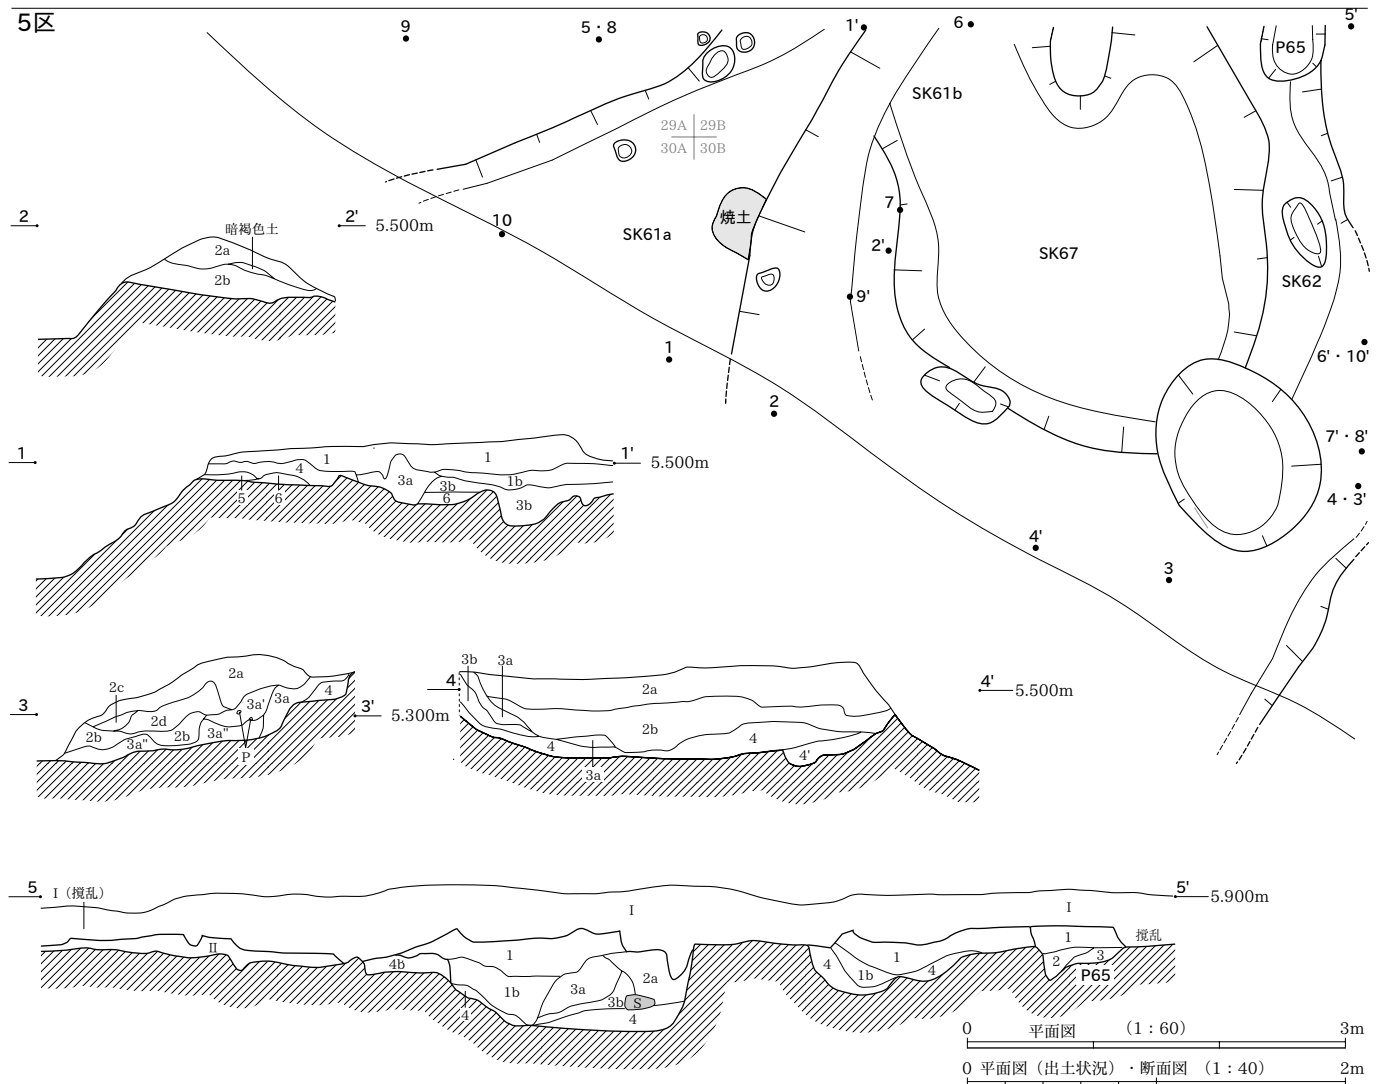 5区
9
5・8
1'
6
5'
P65
SK61b
29A 29B
30A 30B
7
2
2'
5.500m
暗褐色土
2a
2b
10
SK61a
焼土
2'
SK67
SK62
9'
1
6'・10'
2
7'・8'
1
1'
5.500m
1
1
4
3a
3b
1b
5
6
6
3b
4・3'
4'
3
3
3'
5.300m
2c
2a
2d
3a'
3a
4
2b
3a"
2b
3a"
P
4
4'
5.500m
3b
3a
2a
2b
4
4
3a
4'
5
5'
5.900m
I（撹乱）
I
I
II
4b
1
1b
3a
2a
3b
S
4
4
4
1b
1
4
1
2
3
撹乱
P65
0 平面図 （1：60） 3m
0 平面図（出土状況）・断面図 （1：40） 2m